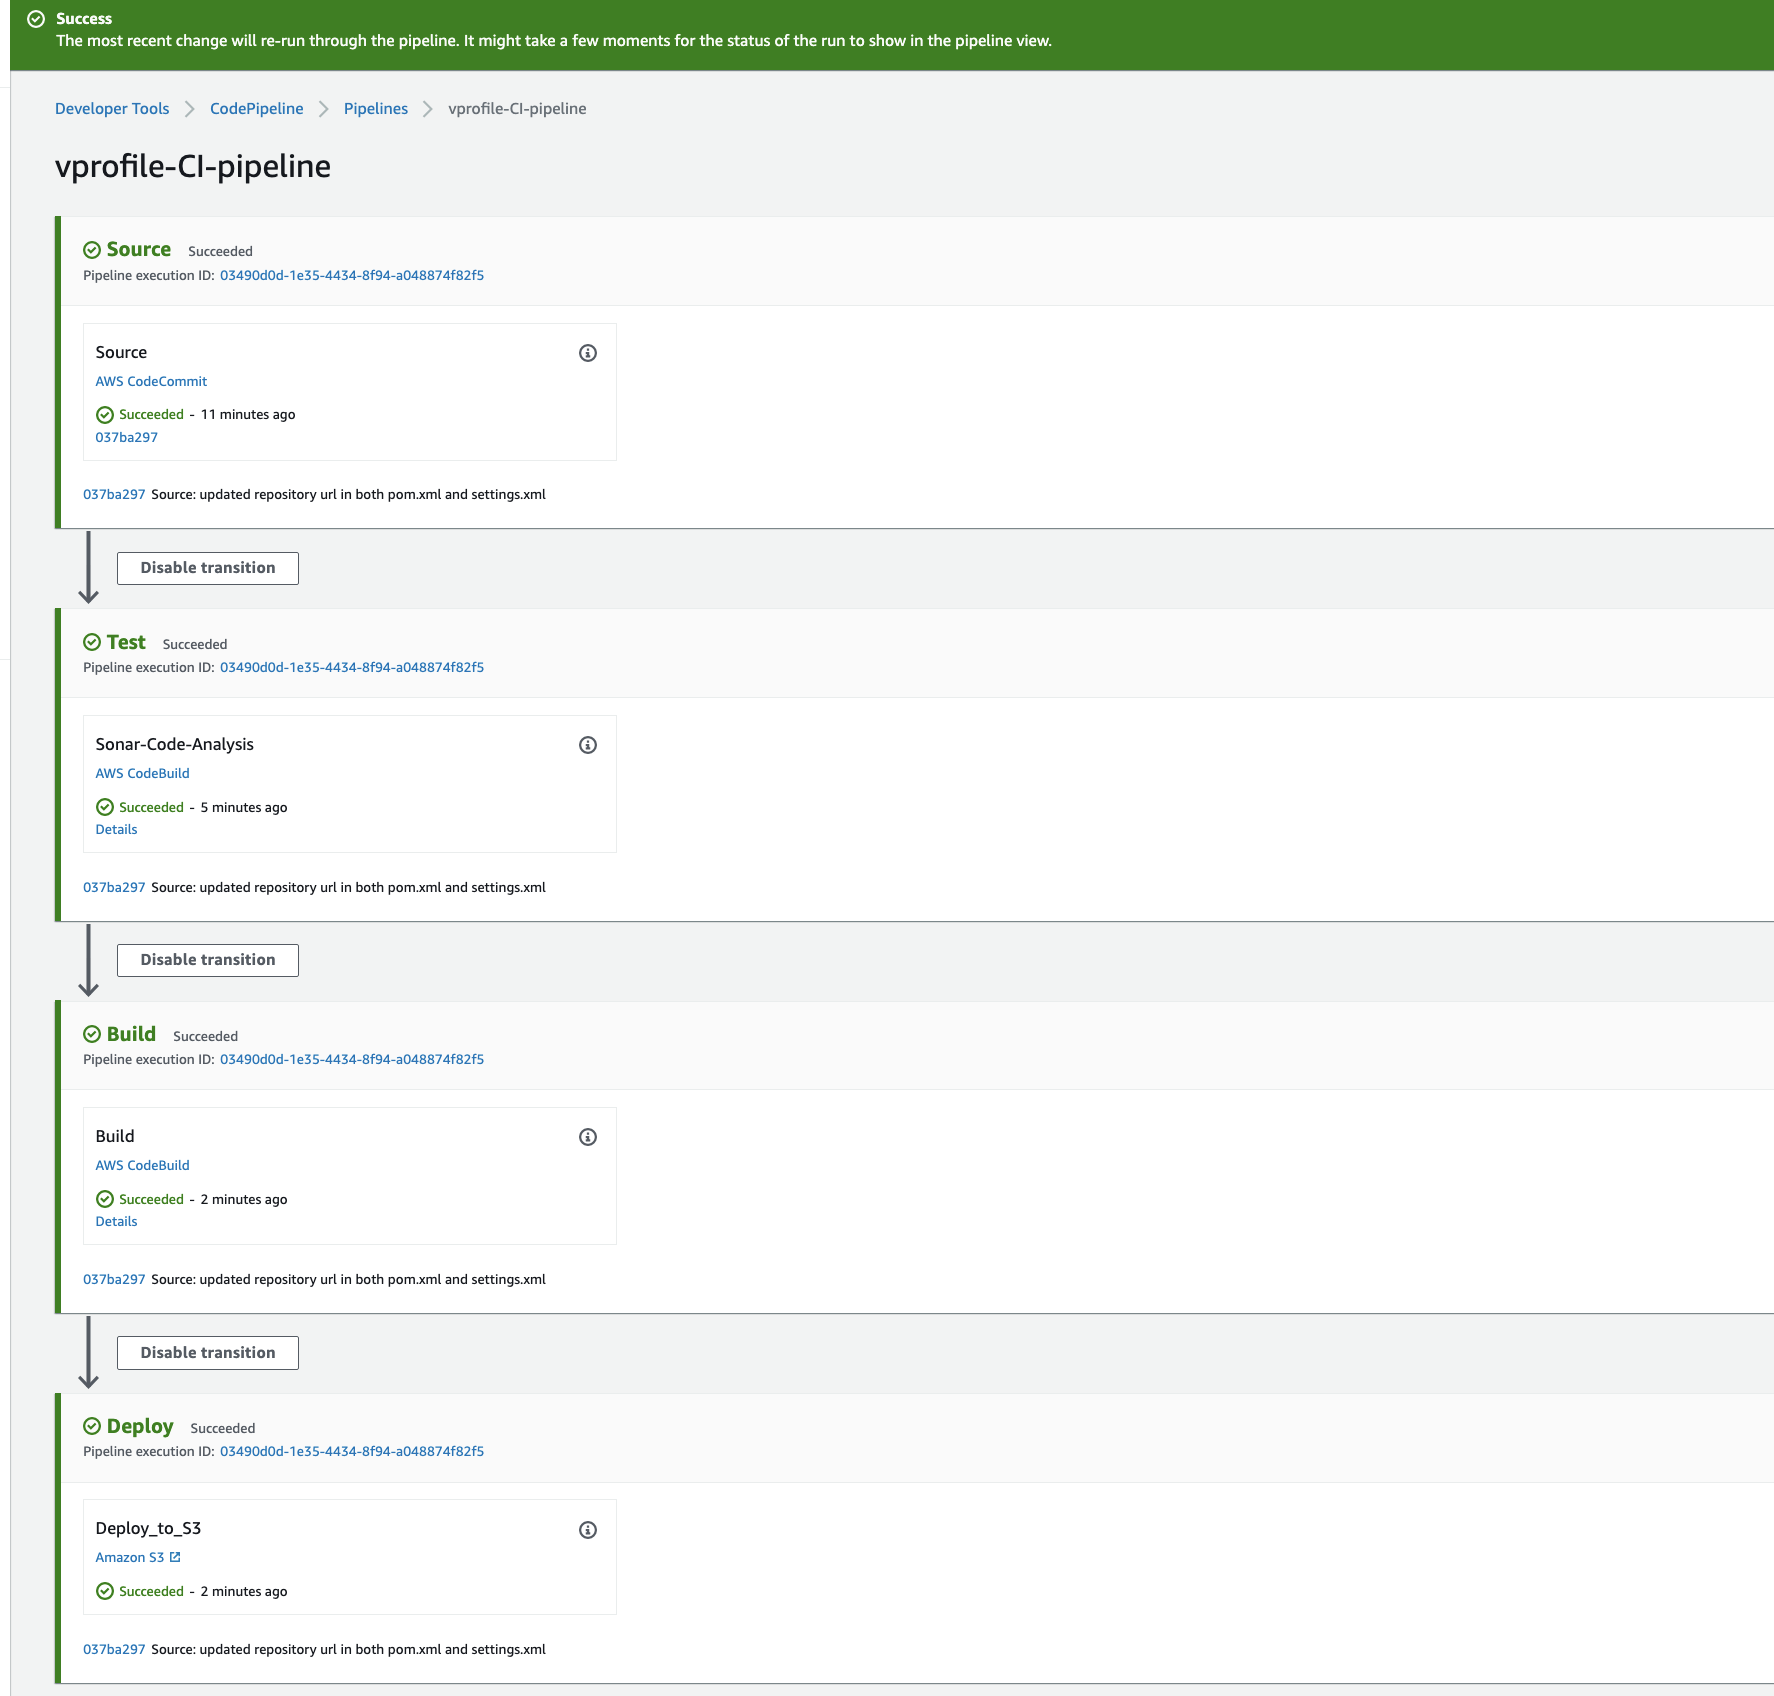 Success
The most recent change will re-run through the pipeline. It might take a few moments for the status of the run to show in the pipeline view.
Developer Tools CodePipeline Pipelines vprofile-CI-pipeline
vprofile-CI-pipeline
Source Succeeded
Pipeline execution ID: 03490d0d-1e35-4434-8f94-a048874f82f5
Source
AWS CodeCommit
Succeeded - 11 minutes ago
037ba297
037ba297 Source: updated repository url in both pom.xml and settings.xml
Disable transition
Test Succeeded
Pipeline execution ID: 03490d0d-1e35-4434-8f94-a048874f82f5
Sonar-Code-Analysis
AWS CodeBuild
Succeeded - 5 minutes ago
Details
037ba297 Source: updated repository url in both pom.xml and settings.xml
Disable transition
Build Succeeded
Pipeline execution ID: 03490d0d-1e35-4434-8f94-a048874f82f5
Build
AWS CodeBuild
Succeeded - 2 minutes ago
Details
037ba297 Source: updated repository url in both pom.xml and settings.xml
Disable transition
Deploy Succeeded
Pipeline execution ID: 03490d0d-1e35-4434-8f94-a048874f82f5
Deploy_to_S3
Amazon S3
Succeeded - 2 minutes ago
037ba297 Source: updated repository url in both pom.xml and settings.xml